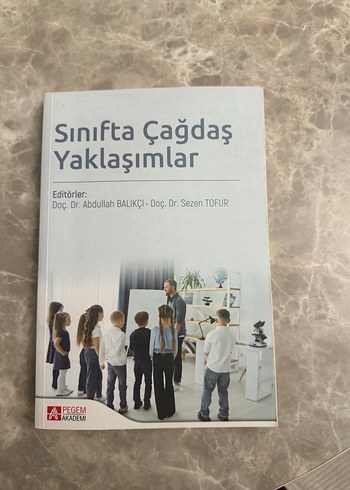 Sınıfta Çağdaş
Yaklaşımlar
Editörler:
Doç. Dr. Abdullah BALIKÇI - Doç. Dr. Sezen TOFUR
PEGEM
AKADEMİ